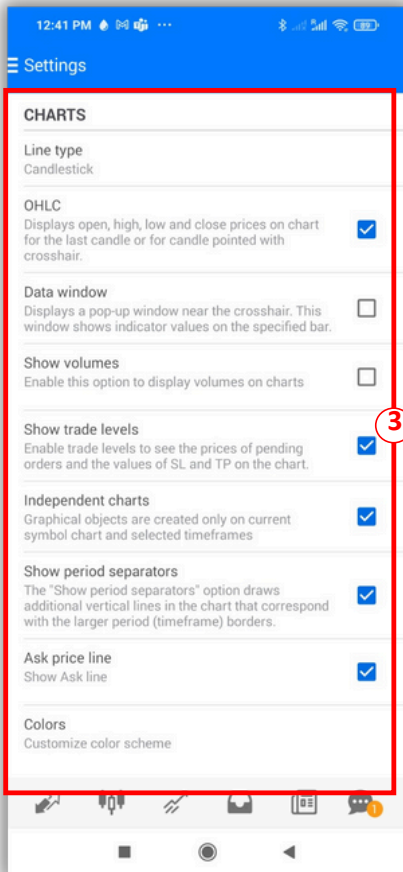 12:41 PM
89
Settings
CHARTS
Line type
Candlestick
OHLC
Displays open, high, low and close prices on chart
for the last candle or for candle pointed with
crosshair.
Data window
Displays a pop-up window near the crosshair. This
window shows indicator values on the specified bar.
Show volumes
Enable this option to display volumes on charts
3
Show trade levels
Enable trade levels to see the prices of pending
orders and the values of SL and TP on the chart.
Independent charts
Graphical objects are created only on current
symbol chart and selected timeframes
Show period separators
The "Show period separators" option draws
additional vertical lines in the chart that correspond
with the larger period (timeframe) borders.
Ask price line
Show Ask line
Colors
Customize color scheme
1